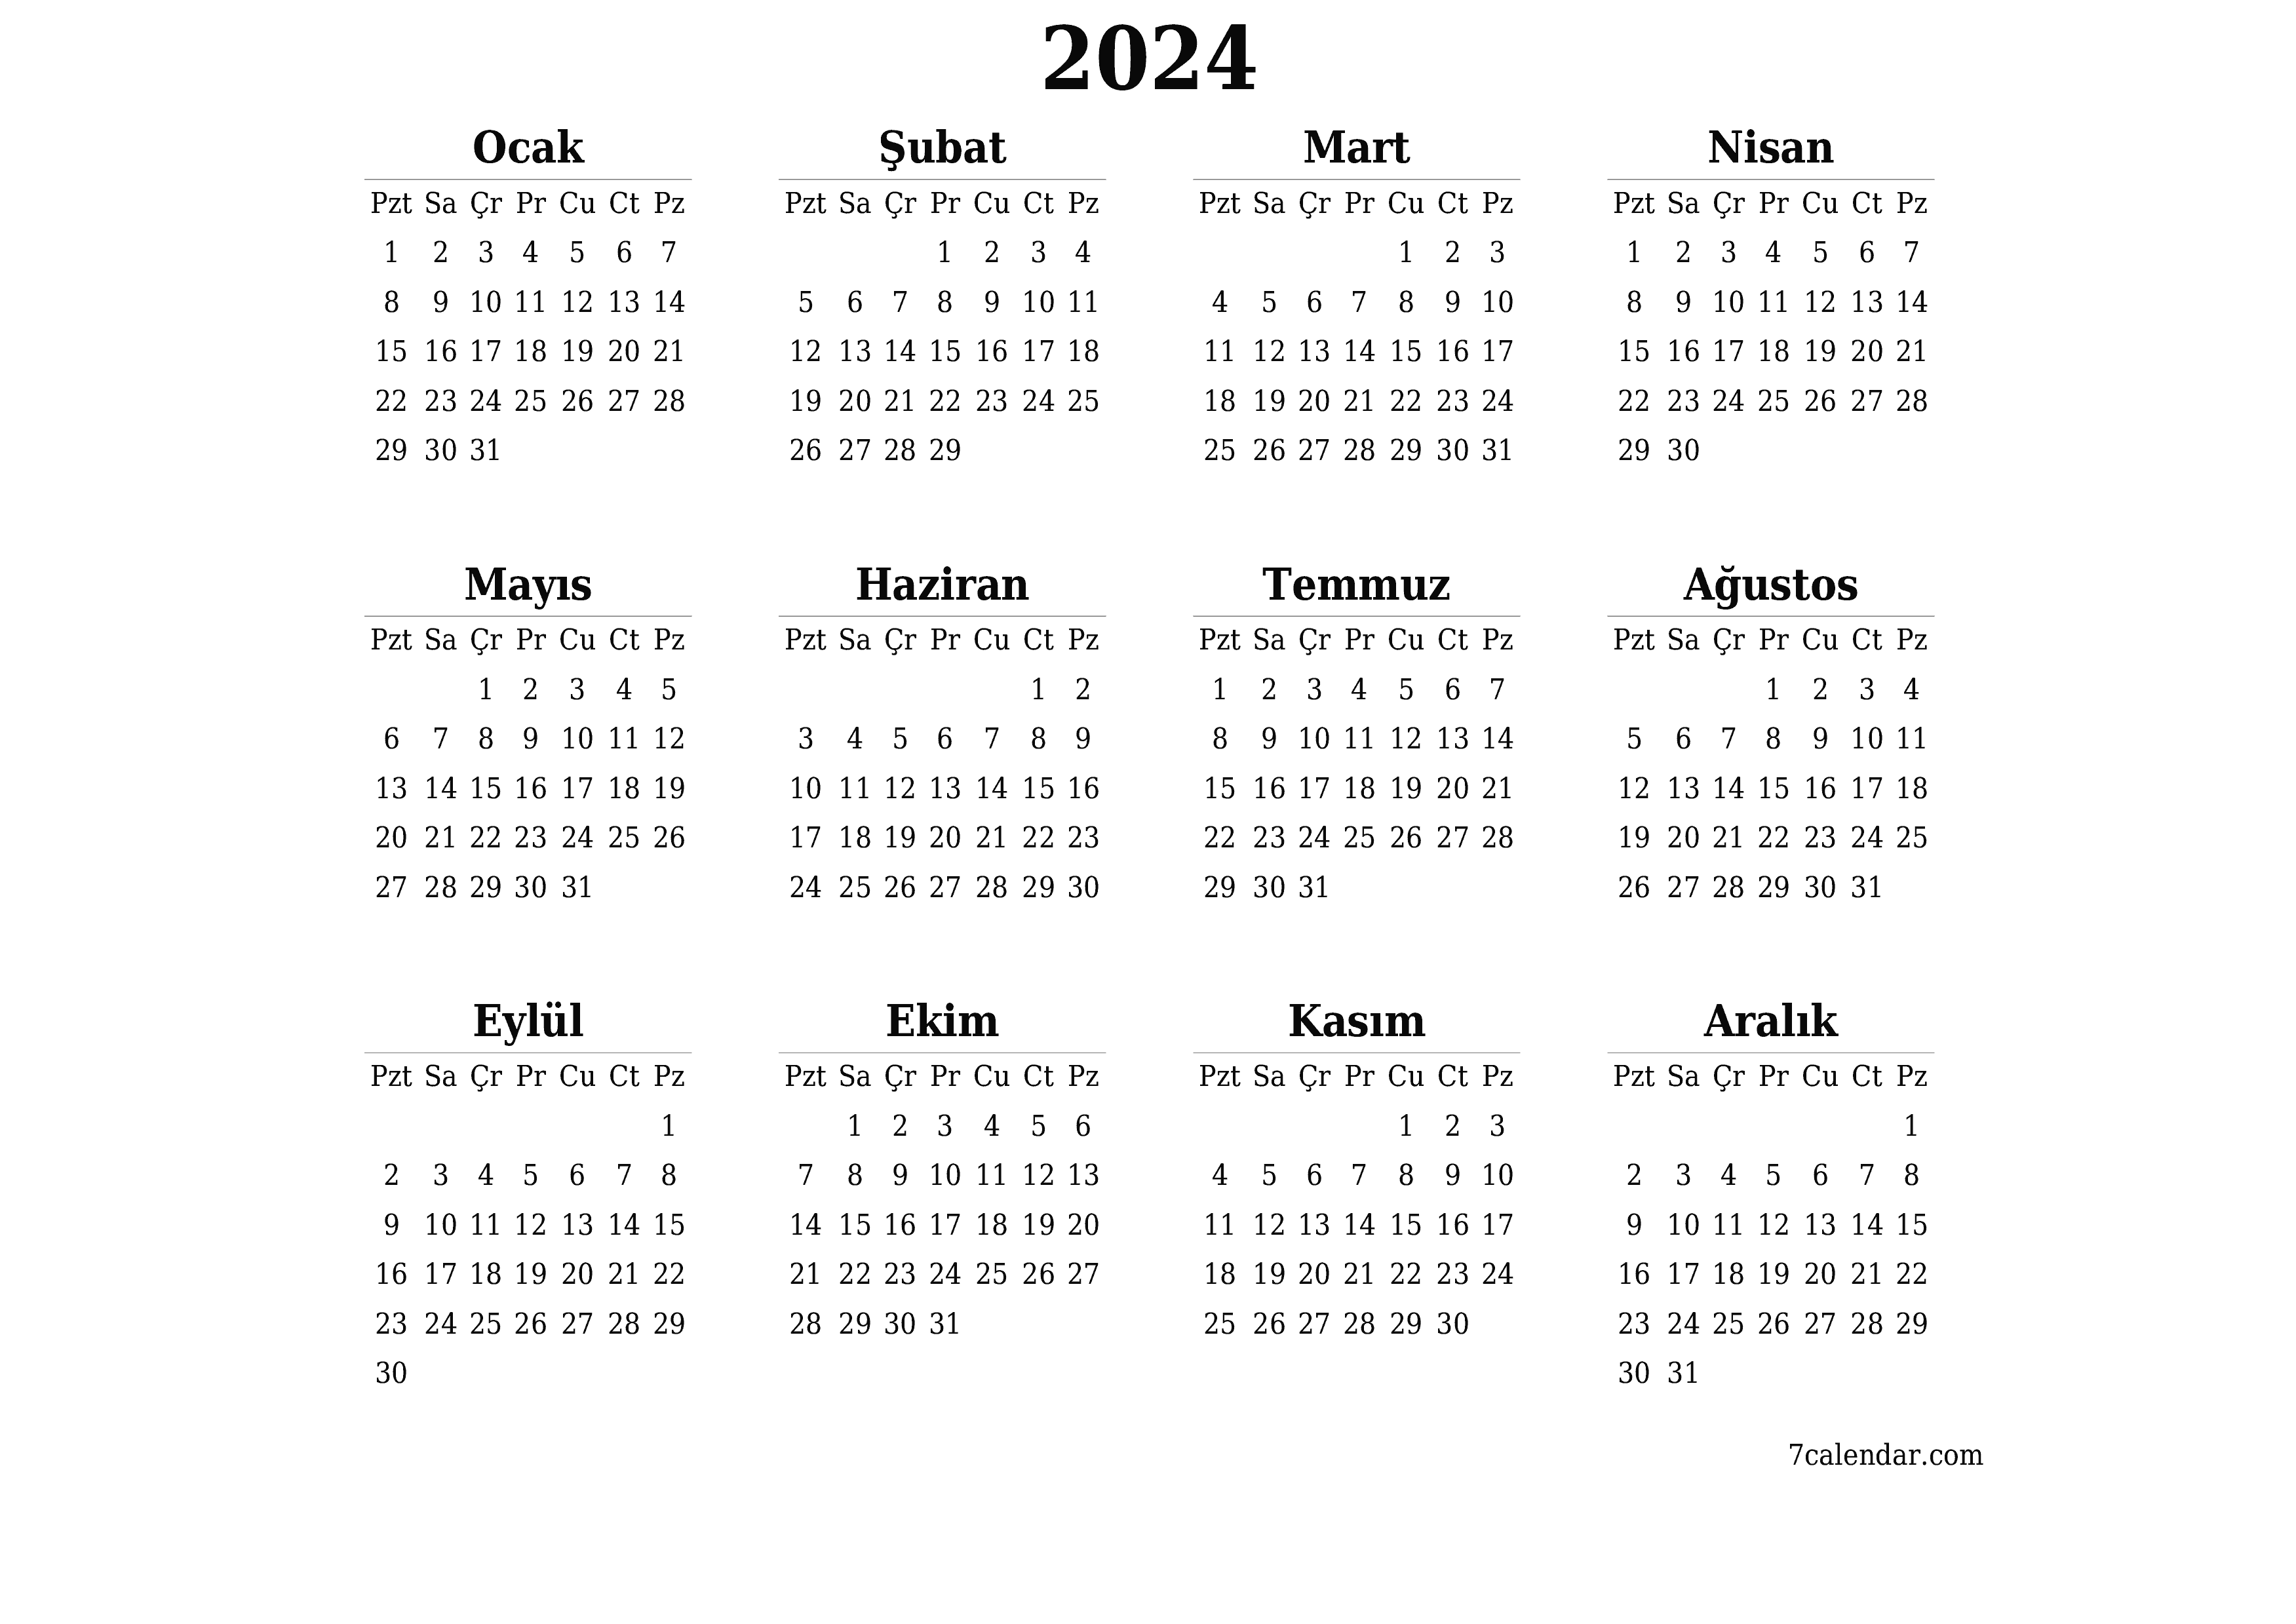 2024
Ocak
Pzt Sa Çr Pr Cu Ct Pz
1 2 3 4 5 6 7
8 9 10 11 12 13 14
15 16 17 18 19 20 21
22 23 24 25 26 27 28
29 30 31
Şubat
Pzt Sa Çr Pr Cu Ct Pz
1 2 3 4
5 6 7 8 9 10 11
12 13 14 15 16 17 18
19 20 21 22 23 24 25
26 27 28 29
Mart
Pzt Sa Çr Pr Cu Ct Pz
1 2 3
4 5 6 7 8 9 10
11 12 13 14 15 16 17
18 19 20 21 22 23 24
25 26 27 28 29 30 31
Nisan
Pzt Sa Çr Pr Cu Ct Pz
1 2 3 4 5 6 7
8 9 10 11 12 13 14
15 16 17 18 19 20 21
22 23 24 25 26 27 28
29 30
Mayıs
Pzt Sa Çr Pr Cu Ct Pz
1 2 3 4 5
6 7 8 9 10 11 12
13 14 15 16 17 18 19
20 21 22 23 24 25 26
27 28 29 30 31
Haziran
Pzt Sa Çr Pr Cu Ct Pz
1 2
3 4 5 6 7 8 9
10 11 12 13 14 15 16
17 18 19 20 21 22 23
24 25 26 27 28 29 30
Temmuz
Pzt Sa Çr Pr Cu Ct Pz
1 2 3 4 5 6 7
8 9 10 11 12 13 14
15 16 17 18 19 20 21
22 23 24 25 26 27 28
29 30 31
Ağustos
Pzt Sa Çr Pr Cu Ct Pz
1 2 3 4
5 6 7 8 9 10 11
12 13 14 15 16 17 18
19 20 21 22 23 24 25
26 27 28 29 30 31
Eylül
Pzt Sa Çr Pr Cu Ct Pz
1
2 3 4 5 6 7 8
9 10 11 12 13 14 15
16 17 18 19 20 21 22
23 24 25 26 27 28 29
30
Ekim
Pzt Sa Çr Pr Cu Ct Pz
1 2 3 4 5 6
7 8 9 10 11 12 13
14 15 16 17 18 19 20
21 22 23 24 25 26 27
28 29 30 31
Kasım
Pzt Sa Çr Pr Cu Ct Pz
1 2 3
4 5 6 7 8 9 10
11 12 13 14 15 16 17
18 19 20 21 22 23 24
25 26 27 28 29 30
Aralık
Pzt Sa Çr Pr Cu Ct Pz
1
2 3 4 5 6 7 8
9 10 11 12 13 14 15
16 17 18 19 20 21 22
23 24 25 26 27 28 29
30 31
7calendar.com